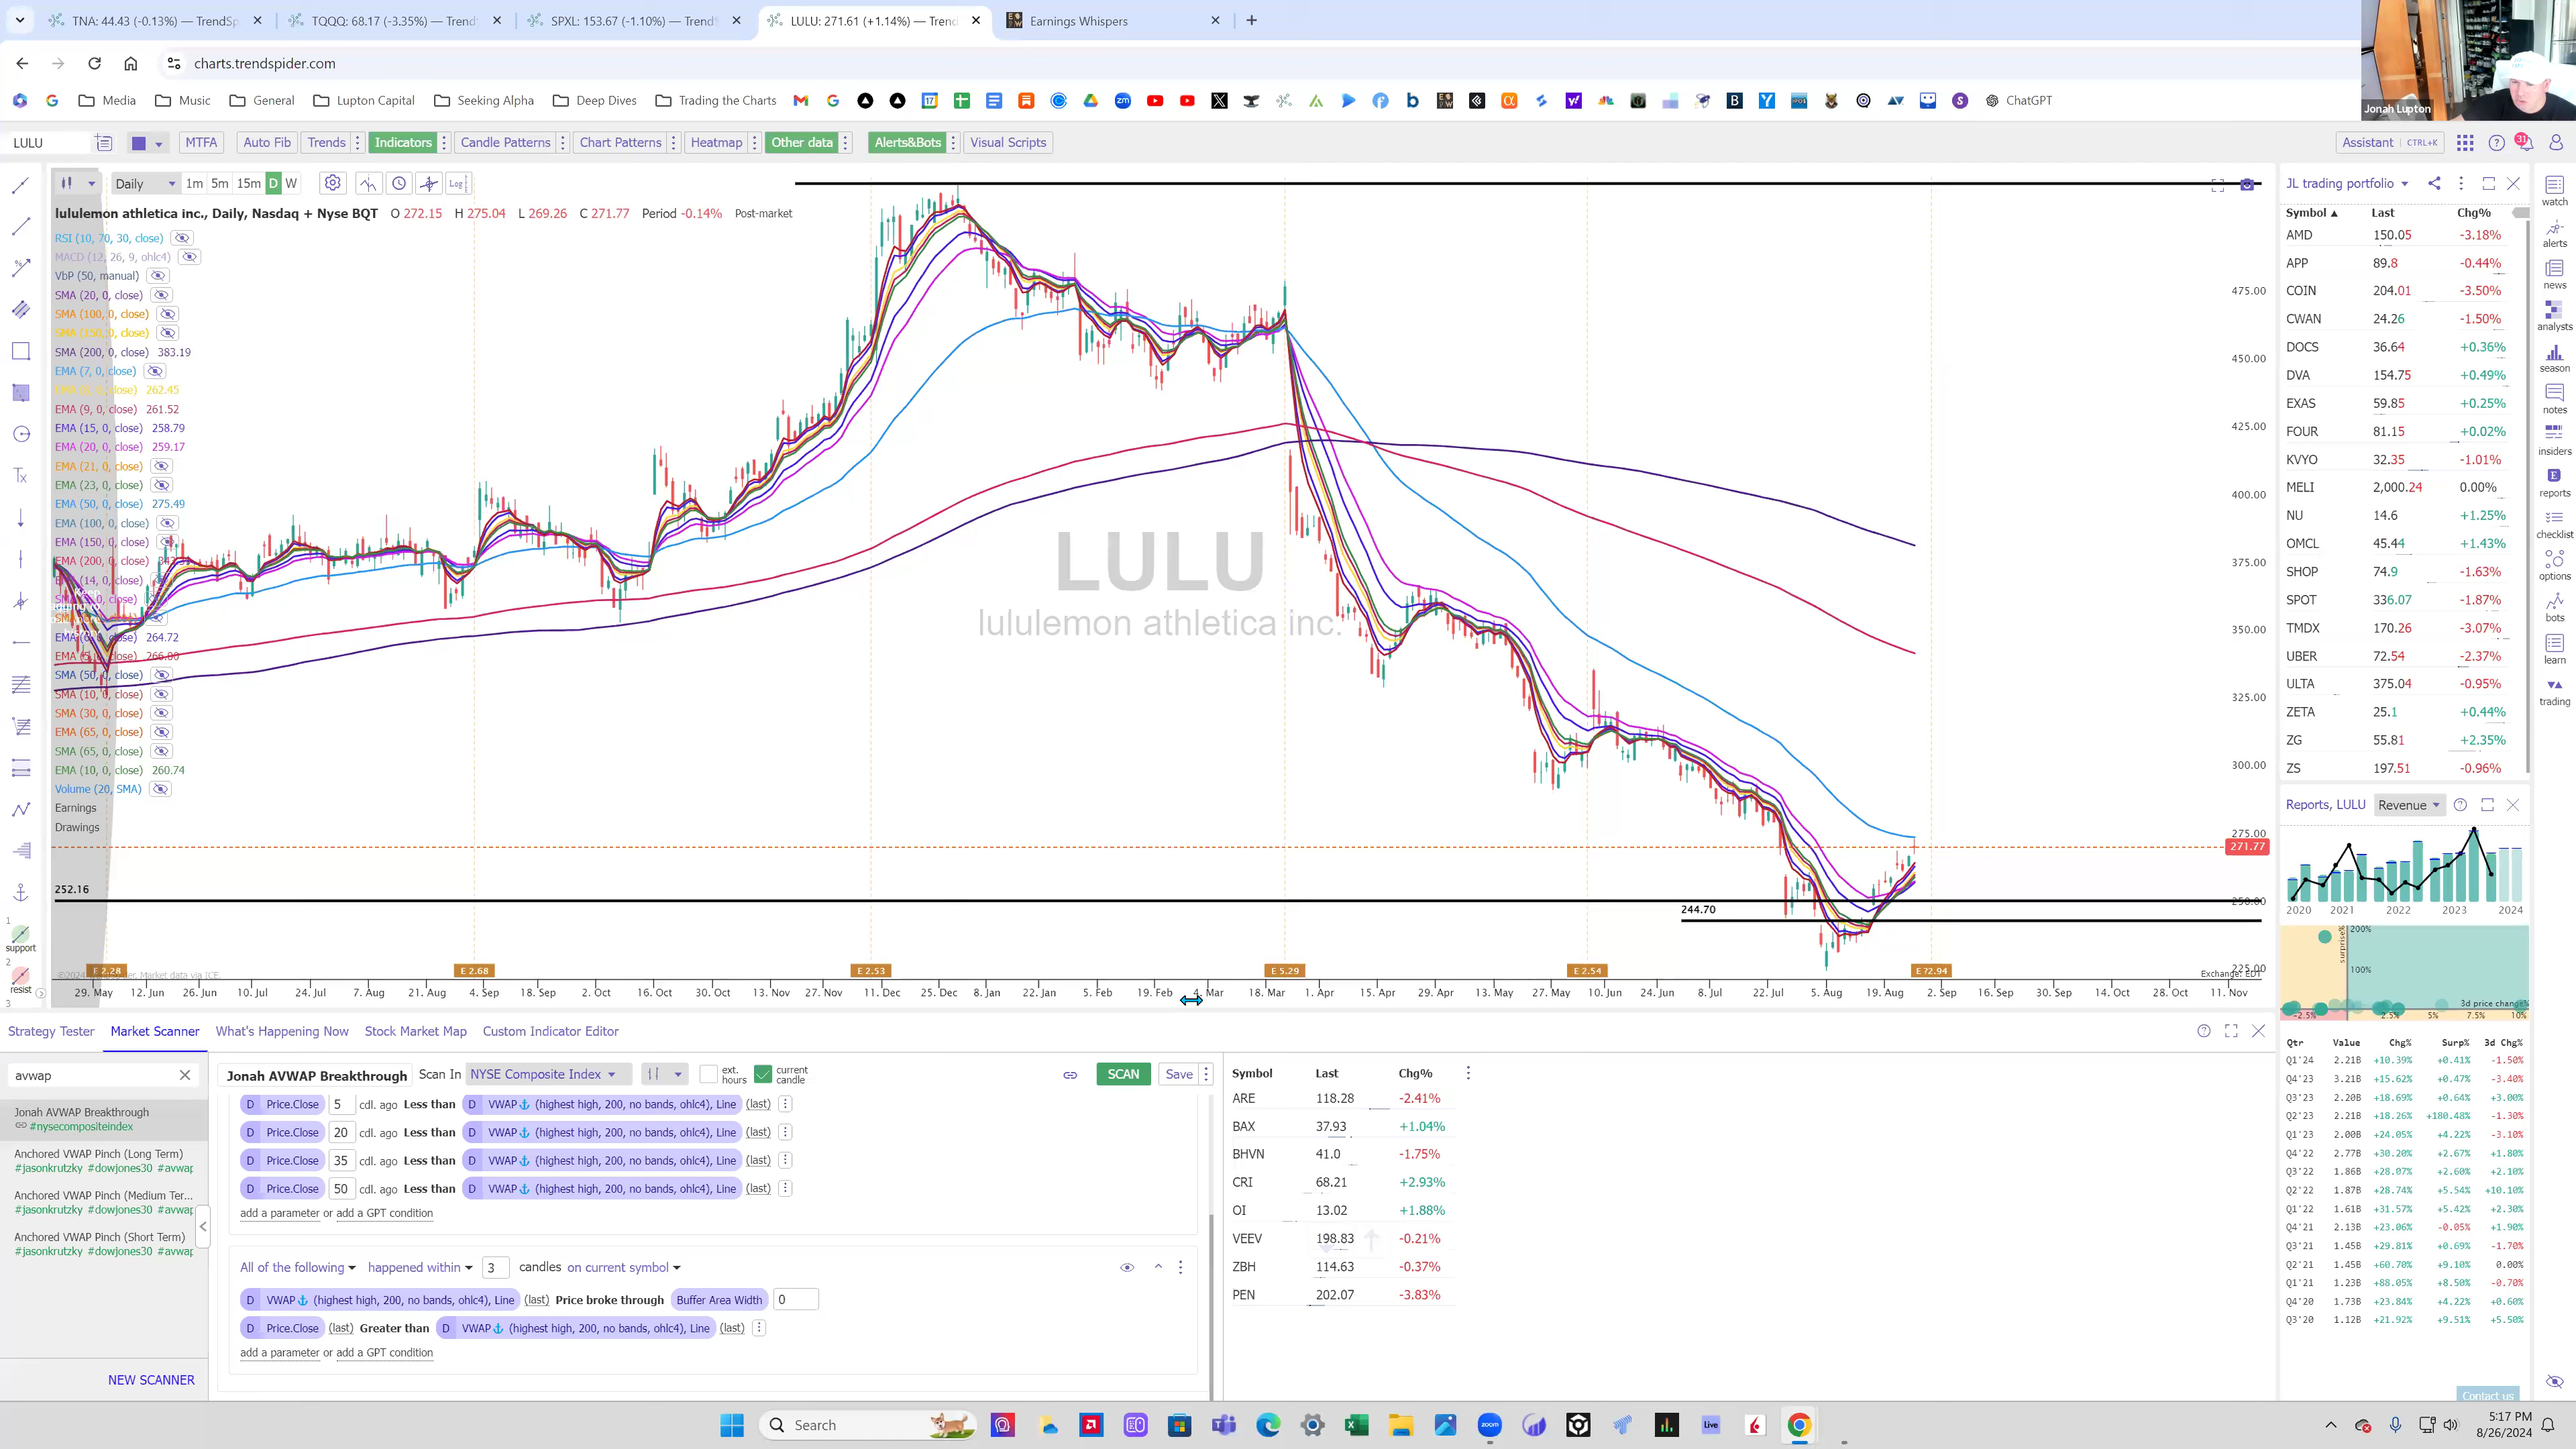 TNA: 44.43 (-0.13%) — TrendSp
TQQQ: 68.17 (-3.35%) — Trend
SPXL: 153.67 (-1.10%) — Trend
LULU: 271.61 (+1.14%) — Trend
Earnings Whispers
charts.trendspider.com
Media Music General Lupton Capital Seeking Alpha Deep Dives Trading the Charts ChatGPT
Jonah Lupton
LULU MTFA Auto Fib Trends Indicators Candle Patterns Chart Patterns Heatmap Other data Alerts&Bots Visual Scripts
Assistant CTRL+K
31
Daily 1m 5m 15m D W Log
lululemon athletica inc., Daily, Nasdaq + Nyse BQT O 272.15 H 275.04 L 269.26 C 271.77 Period -0.14% Post-market
RSI (10, 70, 30, close)
MACD (12, 26, 9, ohlc4)
VbP (50, manual)
SMA (20, 0, close)
SMA (100, 0, close)
SMA (150, 0, close)
SMA (200, 0, close) 383.19
EMA (7, 0, close)
262.45
EMA (9, 0, close) 261.52
EMA (15, 0, close) 258.79
EMA (20, 0, close) 259.17
EMA (21, 0, close)
EMA (23, 0, close)
EMA (50, 0, close) 275.49
EMA (100, 0, close)
EMA (150, 0, close)
EMA (200, 0, close)
EMA (14, 0, close)
EMA (6, 0, close) 264.72
EMA (5, 0, close) 266.00
SMA (50, 0, close)
SMA (10, 0, close)
SMA (30, 0, close)
EMA (65, 0, close)
SMA (65, 0, close)
EMA (10, 0, close) 260.74
Volume (20, SMA)
Earnings
Drawings
LULU
lululemon athletica inc.
475.00
450.00
425.00
400.00
375.00
350.00
325.00
300.00
275.00
271.77
250.00
225.00
252.16
244.70
Exchange: EDT
E 2.28 E 2.68 E 2.53 E 5.29 E 2.54 E ?2.94
29. May 12. Jun 26. Jun 10. Jul 24. Jul 7. Aug 21. Aug 4. Sep 18. Sep 2. Oct 16. Oct 30. Oct 13. Nov 27. Nov 11. Dec 25. Dec 8. Jan 22. Jan 5. Feb 19. Feb 4. Mar 18. Mar 1. Apr 15. Apr 29. Apr 13. May 27. May 10. Jun 24. Jun 8. Jul 22. Jul 5. Aug 19. Aug 2. Sep 16. Sep 30. Sep 14. Oct 28. Oct 11. Nov
Tx
1
support
2
resist
3
JL trading portfolio
Symbol Last Chg%
AMD 150.05 -3.18%
APP 89.8 -0.44%
COIN 204.01 -3.50%
CWAN 24.26 -1.50%
DOCS 36.64 +0.36%
DVA 154.75 +0.49%
EXAS 59.85 +0.25%
FOUR 81.15 +0.02%
KVYO 32.35 -1.01%
MELI 2,000.24 0.00%
NU 14.6 +1.25%
OMCL 45.44 +1.43%
SHOP 74.9 -1.63%
SPOT 336.07 -1.87%
TMDX 170.26 -3.07%
UBER 72.54 -2.37%
ULTA 375.04 -0.95%
ZETA 25.1 +0.44%
ZG 55.81 +2.35%
ZS 197.51 -0.96%
watch
alerts
news
analysts
season
notes
insiders
reports
checklist
options
bots
learn
trading
Reports, LULU Revenue
2020 2021 2022 2023 2024
surprise%
200%
100%
3d price change%
-2.5% 2.5% 5% 7.5% 10%
Qtr Value Chg% Surp% 3d Chg%
Q1'24 2.21B +10.39% +0.41% -1.50%
Q4'23 3.21B +15.62% +0.47% -3.40%
Q3'23 2.20B +18.69% +0.64% +3.00%
Q2'23 2.21B +18.26% +180.48% -1.30%
Q1'23 2.00B +24.05% +4.22% -3.10%
Q4'22 2.77B +30.20% +2.67% +1.80%
Q3'22 1.86B +28.07% +2.60% +2.10%
Q2'22 1.87B +28.74% +5.54% +10.10%
Q1'22 1.61B +31.57% +5.42% +2.30%
Q4'21 2.13B +23.06% -0.05% +1.90%
Q3'21 1.45B +29.81% +0.69% -1.70%
Q2'21 1.45B +60.70% +9.10% 0.00%
Q1'21 1.23B +88.05% +8.50% -0.70%
Q4'20 1.73B +23.84% +4.22% +0.60%
Q3'20 1.12B +21.92% +9.51% +5.50%
Contact us
Strategy Tester Market Scanner What's Happening Now Stock Market Map Custom Indicator Editor
avwap
Jonah AVWAP Breakthrough
#nysecompositeindex
Anchored VWAP Pinch (Long Term)
#jasonkrutzky #dowjones30 #avwap
Anchored VWAP Pinch (Medium Ter...
#jasonkrutzky #dowjones30 #avwap
Anchored VWAP Pinch (Short Term)
#jasonkrutzky #dowjones30 #avwap
NEW SCANNER
Jonah AVWAP Breakthrough Scan In NYSE Composite Index ext. hours current candle SCAN Save
D Price.Close 5 cdl. ago Less than D VWAP (highest high, 200, no bands, ohlc4), Line (last)
D Price.Close 20 cdl. ago Less than D VWAP (highest high, 200, no bands, ohlc4), Line (last)
D Price.Close 35 cdl. ago Less than D VWAP (highest high, 200, no bands, ohlc4), Line (last)
D Price.Close 50 cdl. ago Less than D VWAP (highest high, 200, no bands, ohlc4), Line (last)
add a parameter or add a GPT condition
All of the following happened within 3 candles on current symbol
D VWAP (highest high, 200, no bands, ohlc4), Line (last) Price broke through Buffer Area Width 0
D Price.Close (last) Greater than D VWAP (highest high, 200, no bands, ohlc4), Line (last)
add a parameter or add a GPT condition
Symbol Last Chg%
ARE 118.28 -2.41%
BAX 37.93 +1.04%
BHVN 41.0 -1.75%
CRI 68.21 +2.93%
OI 13.02 +1.88%
VEEV 198.83 -0.21%
ZBH 114.63 -0.37%
PEN 202.07 -3.83%
Search
zoom
Live
5:17 PM
8/26/2024